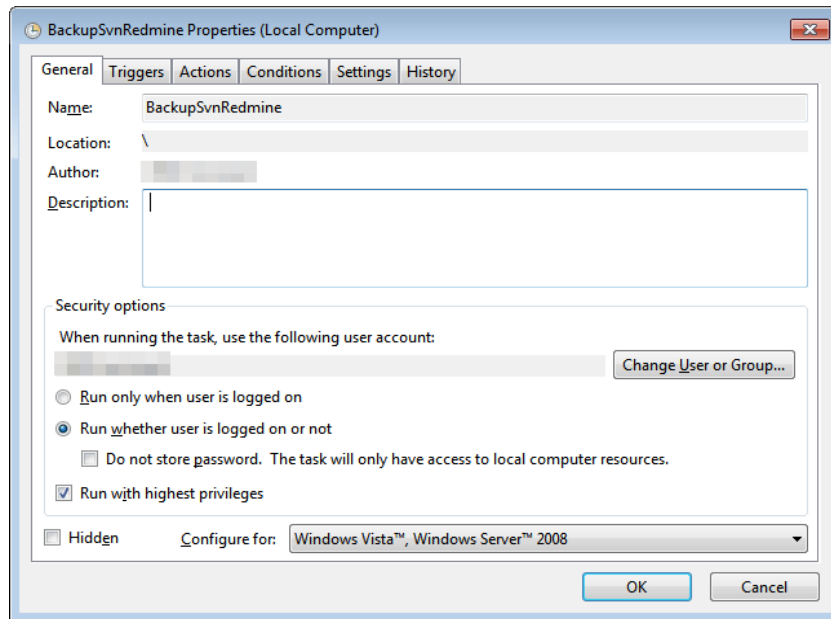 BackupSvnRedmine Properties (Local Computer)
General Triggers Actions Conditions Settings History
Name: BackupSvnRedmine
Location: \
Author:
Description:
Security options
When running the task, use the following user account:
Change User or Group...
Run only when user is logged on
Run whether user is logged on or not
Do not store password. The task will only have access to local computer resources.
Run with highest privileges
Hidden Configure for: Windows Vista™, Windows Server™ 2008
OK Cancel